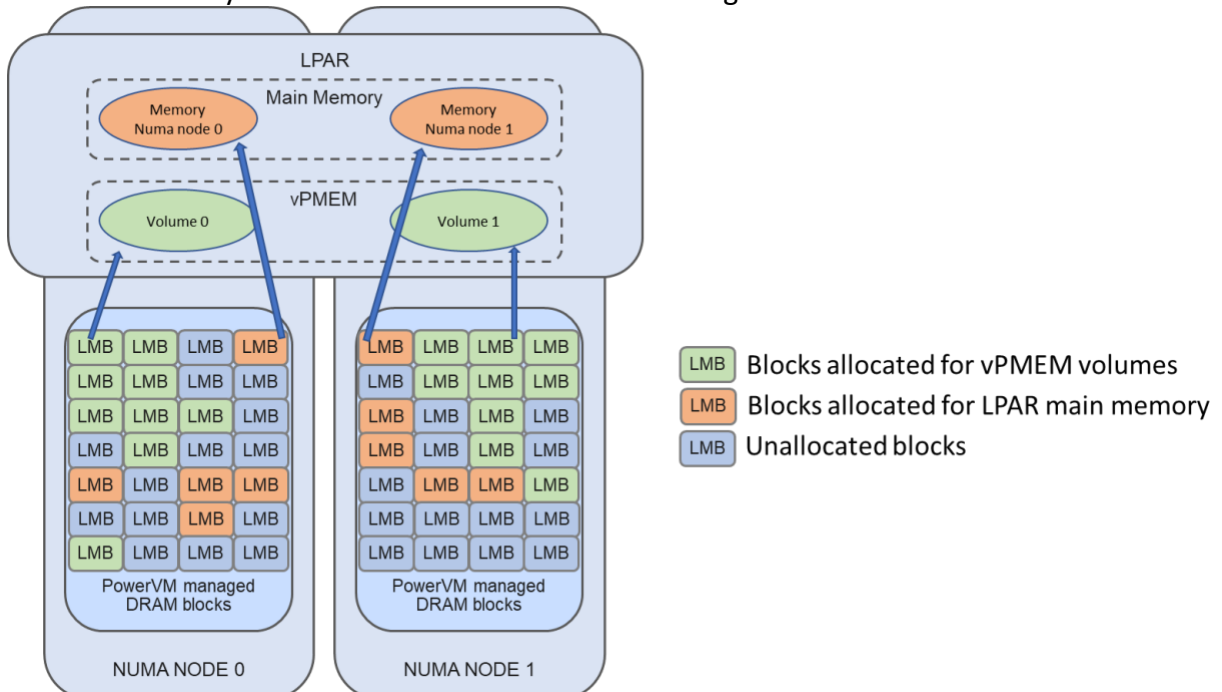 LPAR
Main Memory
Memory
Numa node 0
Memory
Numa node 1
vPMEM
Volume 0
Volume 1
LMB LMB LMB LMB
LMB LMB LMB LMB
LMB LMB LMB LMB
LMB LMB LMB LMB
LMB LMB LMB LMB
LMB LMB LMB LMB
LMB LMB LMB LMB
PowerVM managed
DRAM blocks
NUMA NODE 0
LMB LMB LMB LMB
LMB LMB LMB LMB
LMB LMB LMB LMB
LMB LMB LMB LMB
LMB LMB LMB LMB
LMB LMB LMB LMB
LMB LMB LMB LMB
PowerVM managed
DRAM blocks
NUMA NODE 1
LMB Blocks allocated for vPMEM volumes
LMB Blocks allocated for LPAR main memory
LMB Unallocated blocks